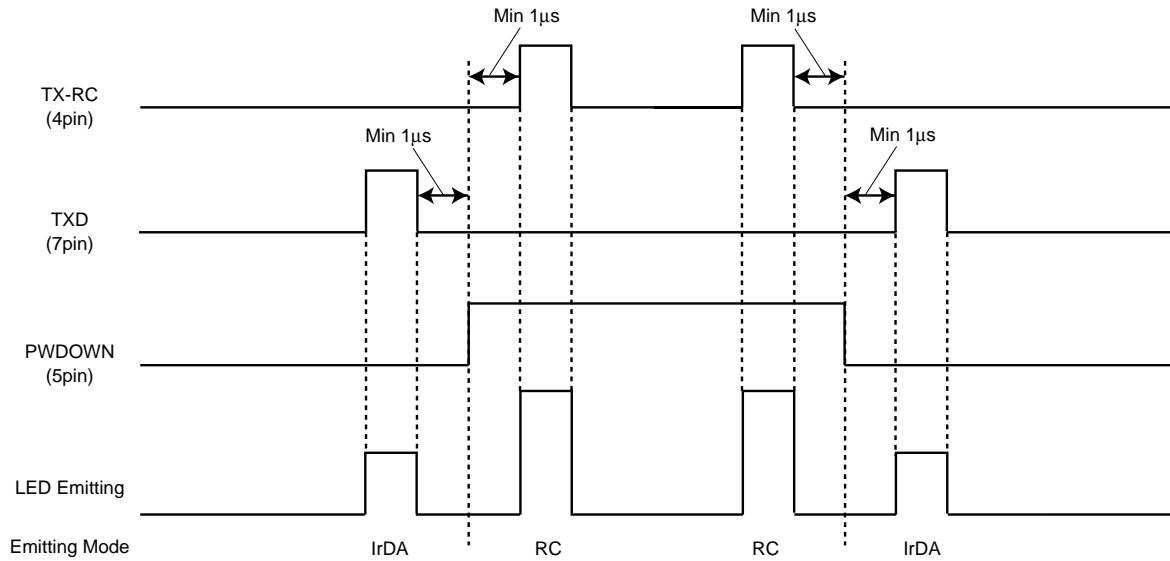 Min 1μs
Min 1μs
TX-RC
(4pin)
Min 1μs
Min 1μs
TXD
(7pin)
PWDOWN
(5pin)
LED Emitting
Emitting Mode
IrDA
RC
RC
IrDA